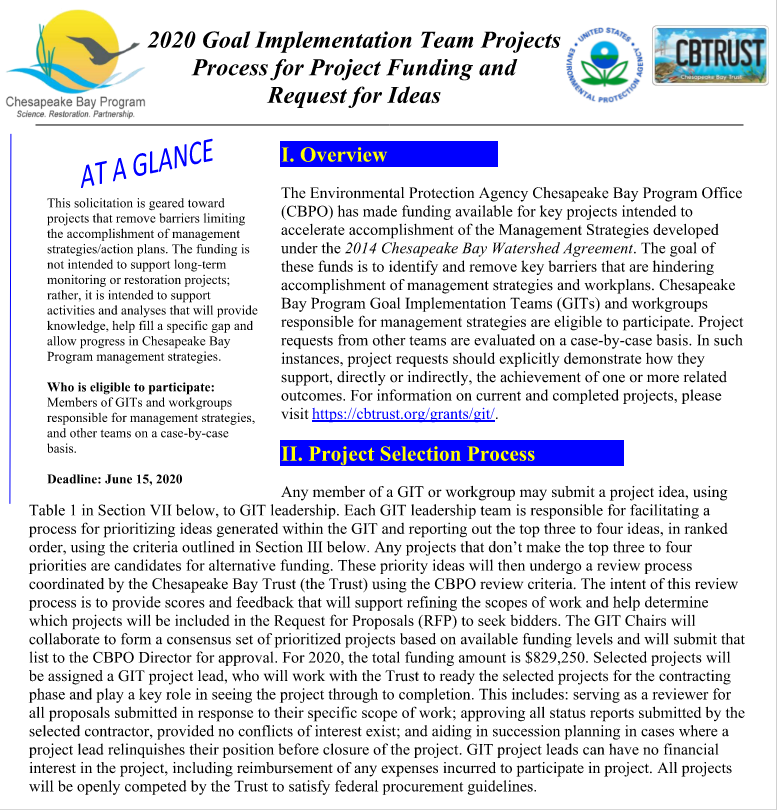 2020 Goal Implementation Team Projects
Process for Project Funding and
Request for Ideas
Chesapeake Bay Program
Science. Restoration. Partnership.
UNITED STATES
ENVIRONMENTAL PROTECTION AGENCY
CBTRUST
Chesapeake Bay Trust
AT A GLANCE
This solicitation is geared toward
projects that remove barriers limiting
the accomplishment of management
strategies/action plans. The funding is
not intended to support long-term
monitoring or restoration projects;
rather, it is intended to support
activities and analyses that will provide
knowledge, help fill a specific gap and
allow progress in Chesapeake Bay
Program management strategies.
Who is eligible to participate:
Members of GITs and workgroups
responsible for management strategies,
and other teams on a case-by-case
basis.
Deadline: June 15, 2020
I. Overview
The Environmental Protection Agency Chesapeake Bay Program Office
(CBPO) has made funding available for key projects intended to
accelerate accomplishment of the Management Strategies developed
under the 2014 Chesapeake Bay Watershed Agreement. The goal of
these funds is to identify and remove key barriers that are hindering
accomplishment of management strategies and workplans. Chesapeake
Bay Program Goal Implementation Teams (GITs) and workgroups
responsible for management strategies are eligible to participate. Project
requests from other teams are evaluated on a case-by-case basis. In such
instances, project requests should explicitly demonstrate how they
support, directly or indirectly, the achievement of one or more related
outcomes. For information on current and completed projects, please
visit https://cbtrust.org/grants/git/.
II. Project Selection Process
Any member of a GIT or workgroup may submit a project idea, using
Table 1 in Section VII below, to GIT leadership. Each GIT leadership team is responsible for facilitating a
process for prioritizing ideas generated within the GIT and reporting out the top three to four ideas, in ranked
order, using the criteria outlined in Section III below. Any projects that don't make the top three to four
priorities are candidates for alternative funding. These priority ideas will then undergo a review process
coordinated by the Chesapeake Bay Trust (the Trust) using the CBPO review criteria. The intent of this review
process is to provide scores and feedback that will support refining the scopes of work and help determine
which projects will be included in the Request for Proposals (RFP) to seek bidders. The GIT Chairs will
collaborate to form a consensus set of prioritized projects based on available funding levels and will submit that
list to the CBPO Director for approval. For 2020, the total funding amount is $829,250. Selected projects will
be assigned a GIT project lead, who will work with the Trust to ready the selected projects for the contracting
phase and play a key role in seeing the project through to completion. This includes: serving as a reviewer for
all proposals submitted in response to their specific scope of work; approving all status reports submitted by the
selected contractor, provided no conflicts of interest exist; and aiding in succession planning in cases where a
project lead relinquishes their position before closure of the project. GIT project leads can have no financial
interest in the project, including reimbursement of any expenses incurred to participate in project. All projects
will be openly competed by the Trust to satisfy federal procurement guidelines.